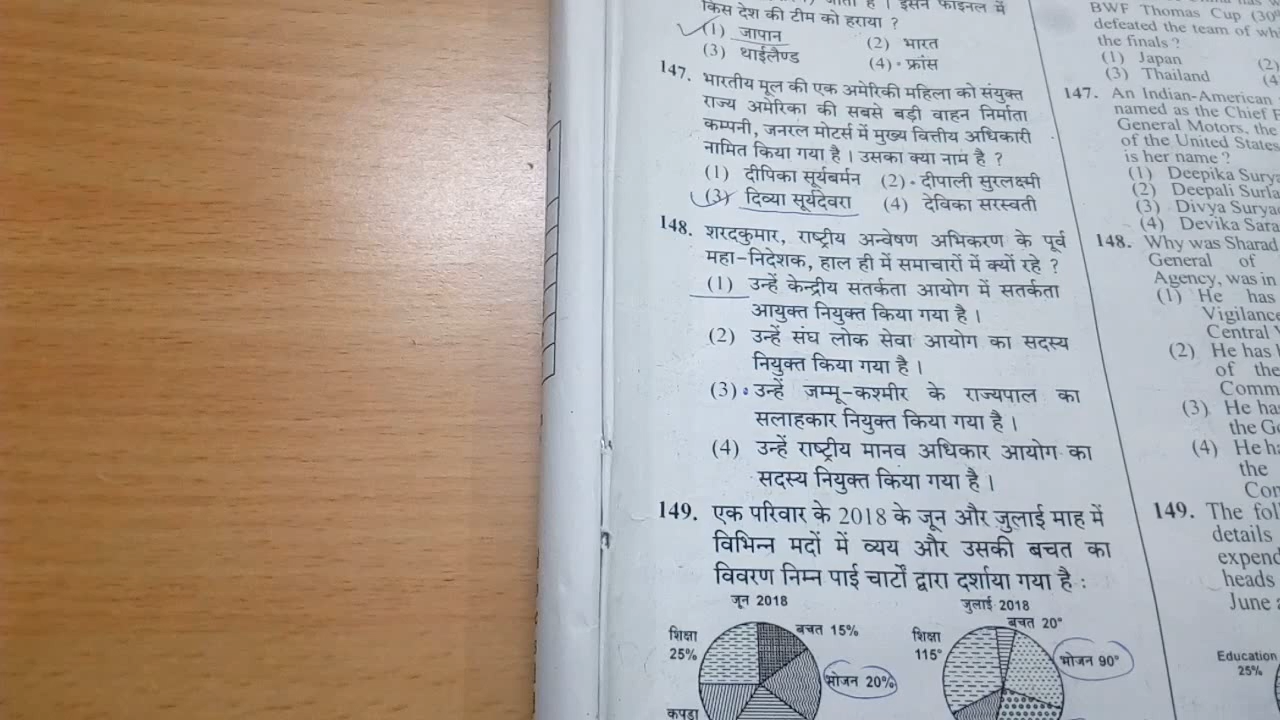 किस देश की टीम को हराया ?
(1) जापान (2) भारत
(3) थाईलैण्ड (4) फ्रांस
147. भारतीय मूल की एक अमेरिकी महिला को संयुक्त
राज्य अमेरिका की सबसे बड़ी वाहन निर्माता
कम्पनी, जनरल मोटर्स में मुख्य वित्तीय अधिकारी
नामित किया गया है । उसका क्या नाम है ?
(1) दीपिका सूर्यबर्मन (2) दीपाली सुरलक्ष्मी
(3) दिव्या सूर्यदेवरा (4) देविका सरस्वती
148. शरदकुमार, राष्ट्रीय अन्वेषण अभिकरण के पूर्व
महा-निदेशक, हाल ही में समाचारों में क्यों रहे ?
(1) उन्हें केन्द्रीय सतर्कता आयोग में सतर्कता
आयुक्त नियुक्त किया गया है ।
(2) उन्हें संघ लोक सेवा आयोग का सदस्य
नियुक्त किया गया है ।
(3) उन्हें जम्मू-कश्मीर के राज्यपाल का
सलाहकार नियुक्त किया गया है ।
(4) उन्हें राष्ट्रीय मानव अधिकार आयोग का
सदस्य नियुक्त किया गया है ।
149. एक परिवार के 2018 के जून और जुलाई माह में
विभिन्न मदों में व्यय और उसकी बचत का
विवरण निम्न पाई चार्टों द्वारा दर्शाया गया है :
जून 2018 जुलाई 2018
शिक्षा
25%
बचत 15%
भोजन 20%
कपड़ा
शिक्षा
115°
बचत 20°
भोजन 90°
BWF Thomas Cup
defeated the team of
the finals ?
(1) Japan (2)
(3) Thailand (4
147. An Indian-American
named as the Chief
General Motors, the
of the United States
is her name ?
(1) Deepika
(2) Deepali
(3) Divya
(4) Devika
148. Why was Sharad
General of
Agency, was in
(1) He has
Central
(2) He has
of the
(3) He
the
(4) He
the
149. The
details
heads
June
Education
25%